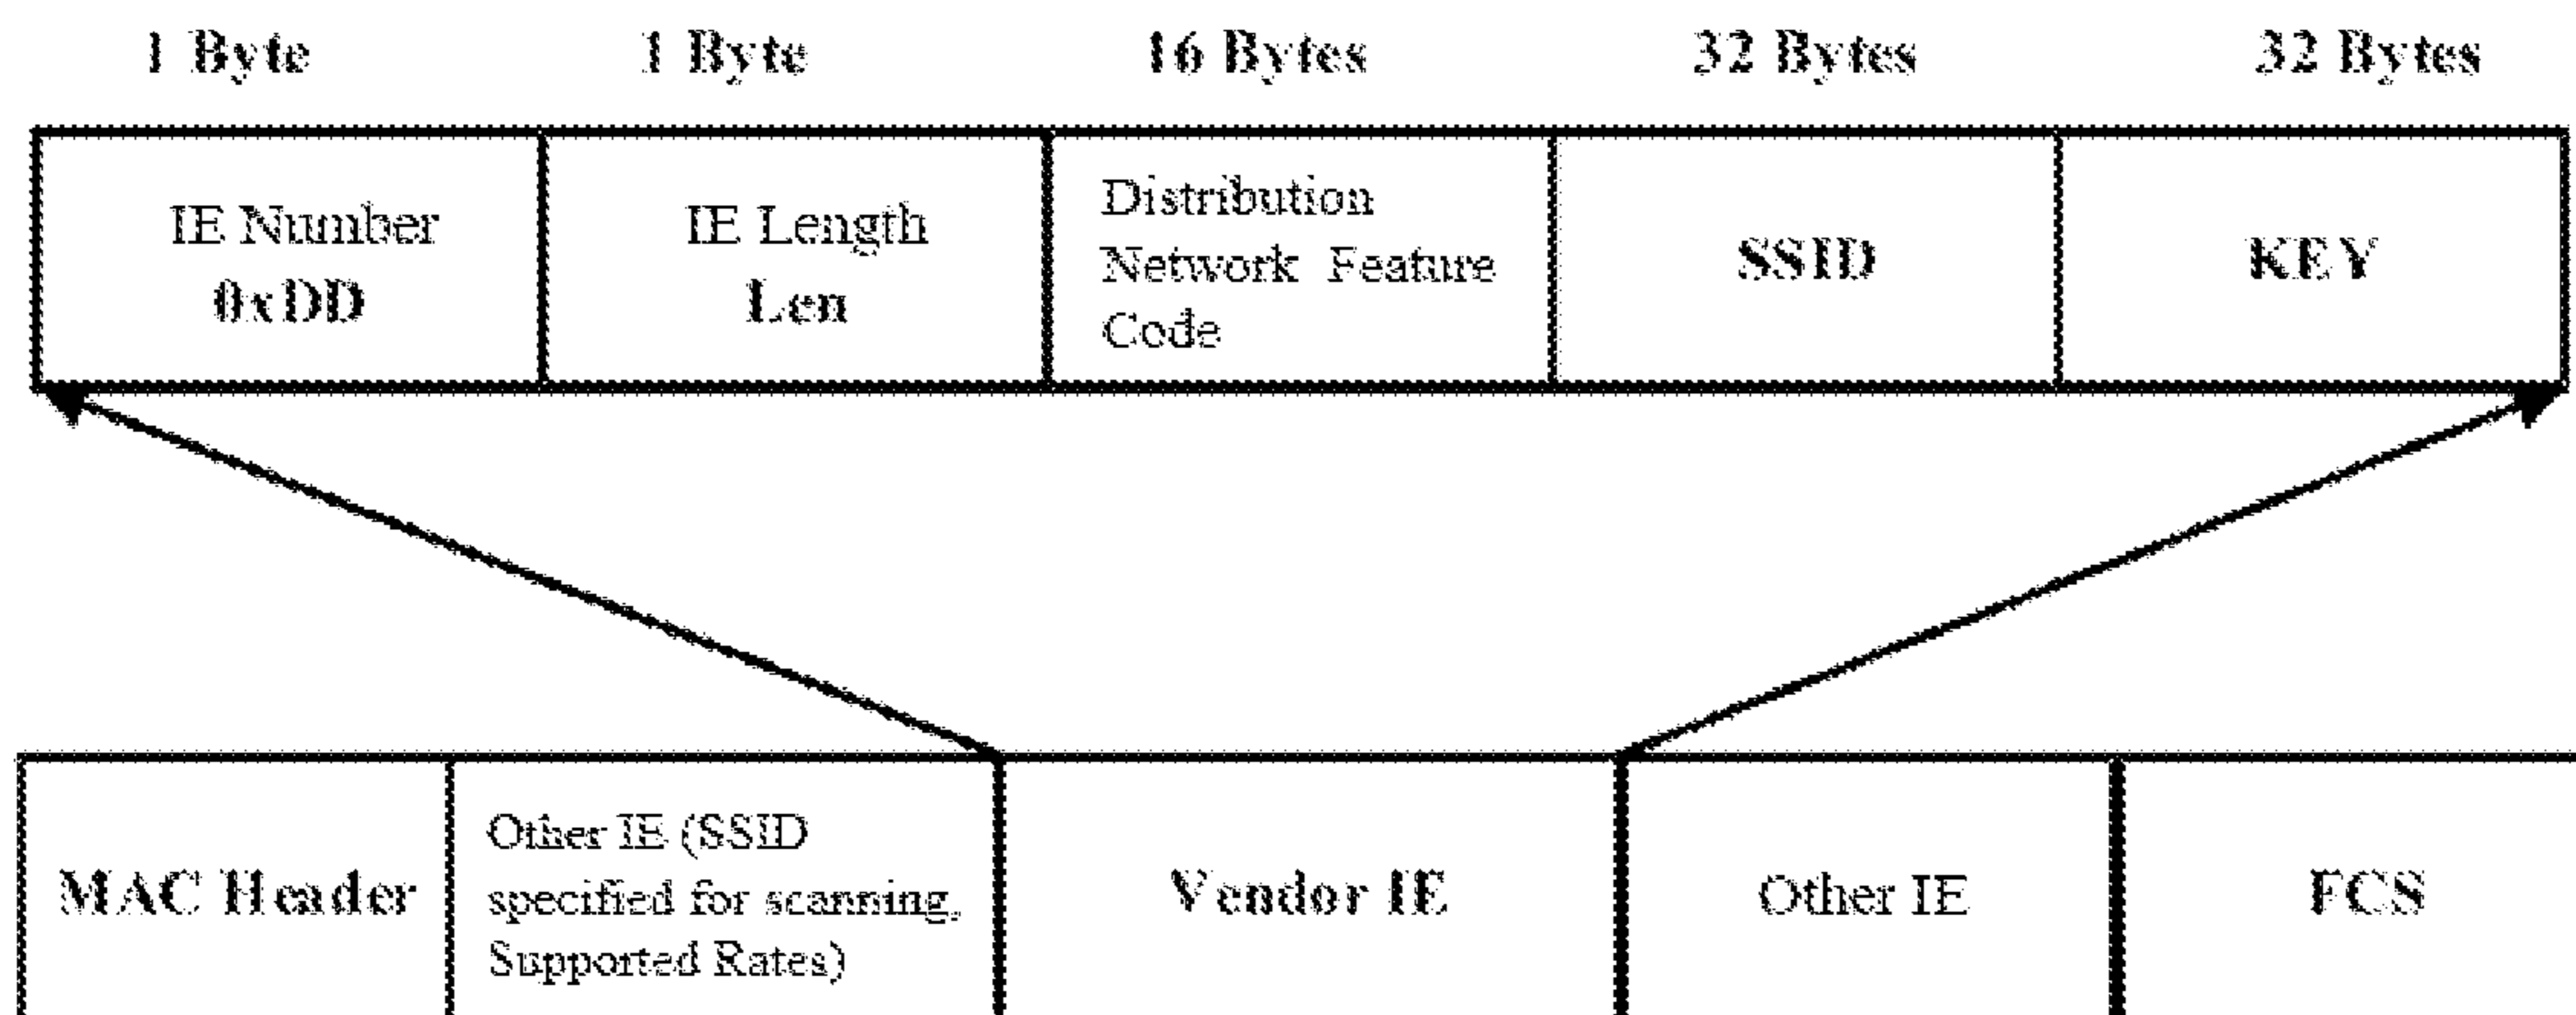 1 Byte 1 Byte 16 Bytes 32 Bytes 32 Bytes
IE Number
0xDD
IE Length
Len
Distribution
Network Feature
Code
SSID
KEY
MAC Header
Other IE (SSID
specified for scanning,
Supported Rates)
Vendor IE
Other IE
FCS